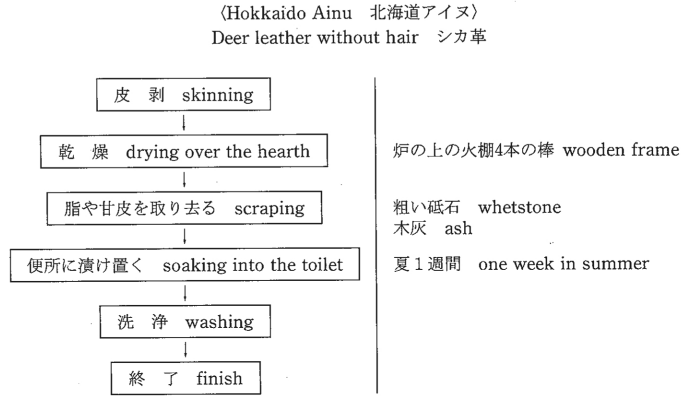 〈Hokkaido Ainu 北海道アイヌ〉
Deer leather without hair シカ革
皮 剥 skinning
乾 燥 drying over the hearth
炉の上の火棚4本の棒 wooden frame
脂や甘皮を取り去る scraping
粗い砥石 whetstone
木灰 ash
便所に漬け置く soaking into the toilet
夏1週間 one week in summer
洗 浄 washing
終 了 finish